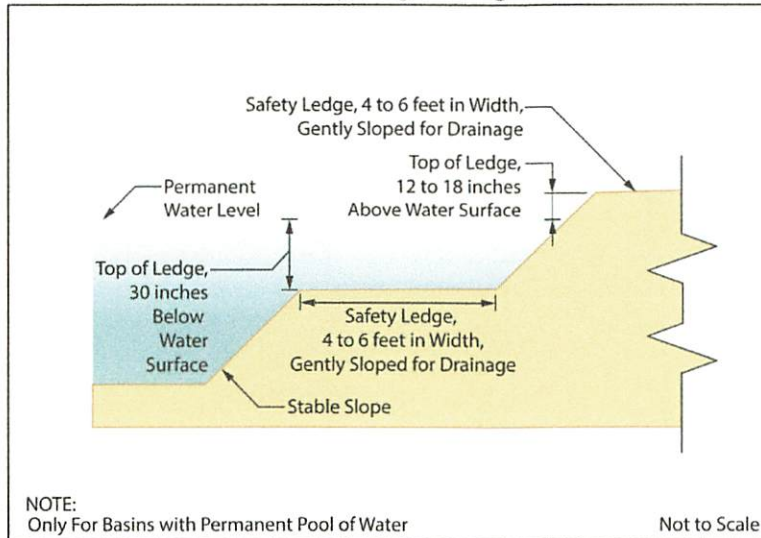 Safety Ledge, 4 to 6 feet in Width,
Gently Sloped for Drainage
Top of Ledge,
12 to 18 inches
Above Water Surface
Permanent
Water Level
Top of Ledge,
30 inches
Below
Water
Surface
Safety Ledge,
4 to 6 feet in Width,
Gently Sloped for Drainage
Stable Slope
NOTE:
Only For Basins with Permanent Pool of Water
Not to Scale